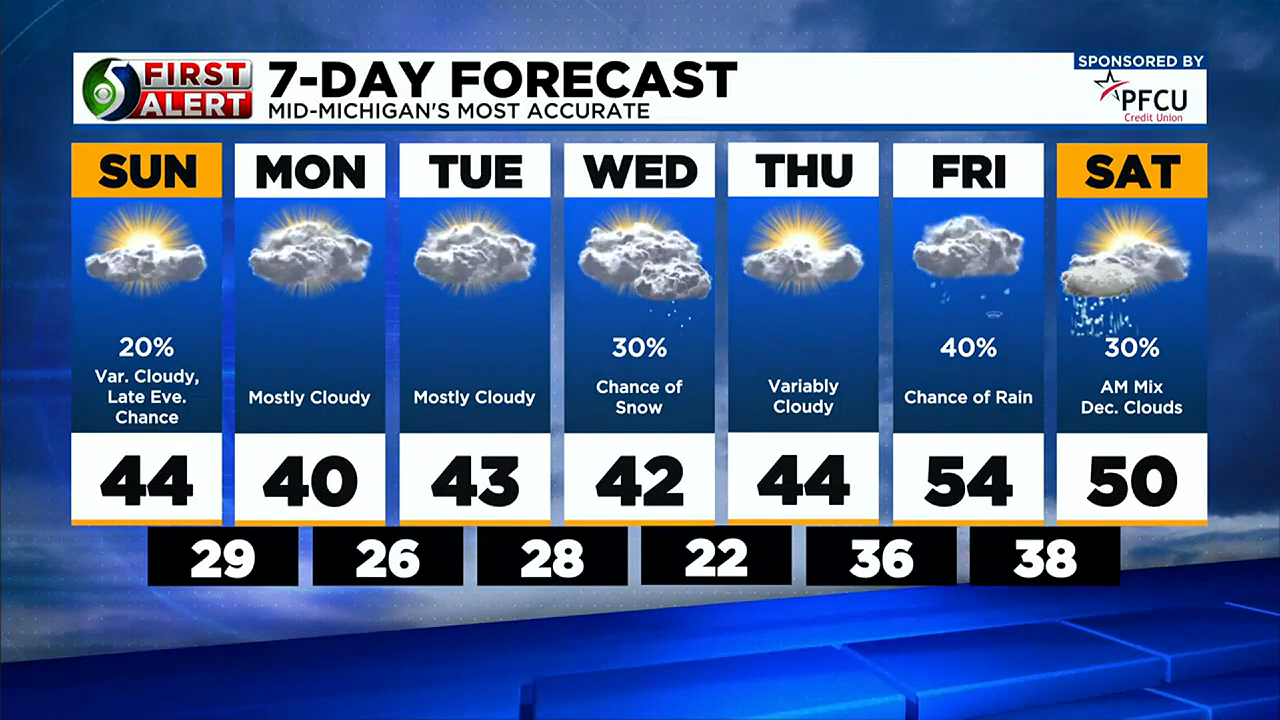 5 FIRST ALERT
7-DAY FORECAST
MID-MICHIGAN'S MOST ACCURATE
SPONSORED BY
PFCU
Credit Union
SUN
20%
Var. Cloudy,
Late Eve.
Chance
44
MON
Mostly Cloudy
40
TUE
Mostly Cloudy
43
WED
30%
Chance of
Snow
42
THU
Variably
Cloudy
44
FRI
40%
Chance of Rain
54
SAT
30%
AM Mix
Dec. Clouds
50
29
26
28
22
36
38